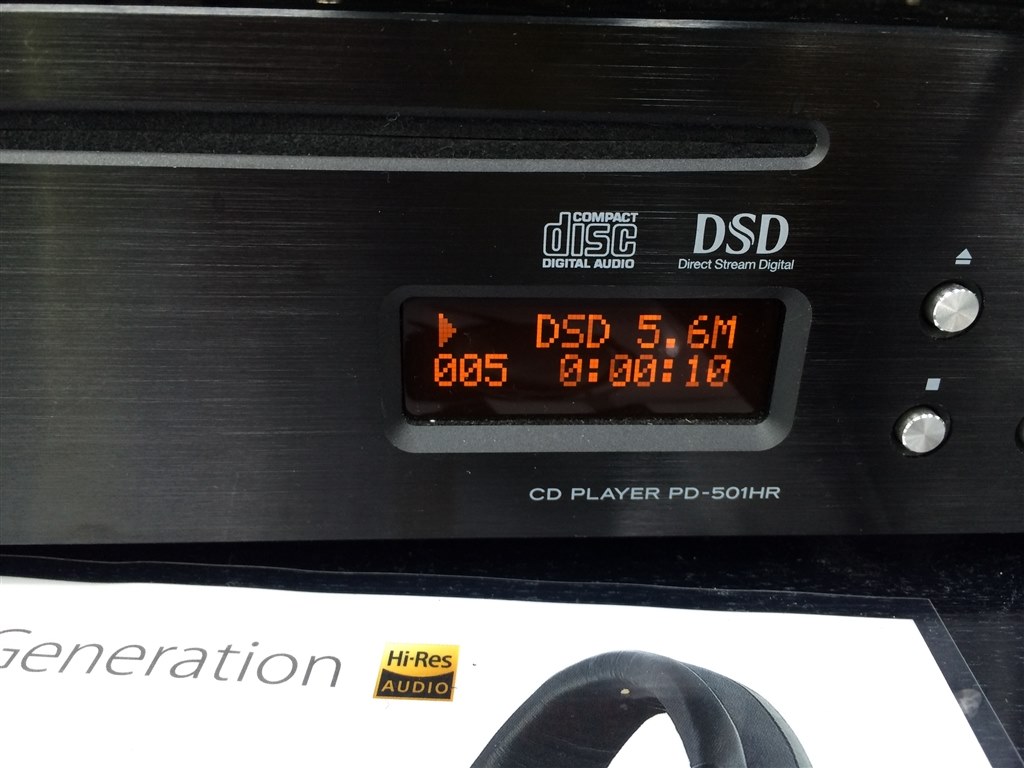 COMPACT
disc
DIGITAL AUDIO
DSD
Direct Stream Digital
DSD 5.6M
005 0:00:10
CD PLAYER PD-501HR
Generation
Hi-Res
AUDIO